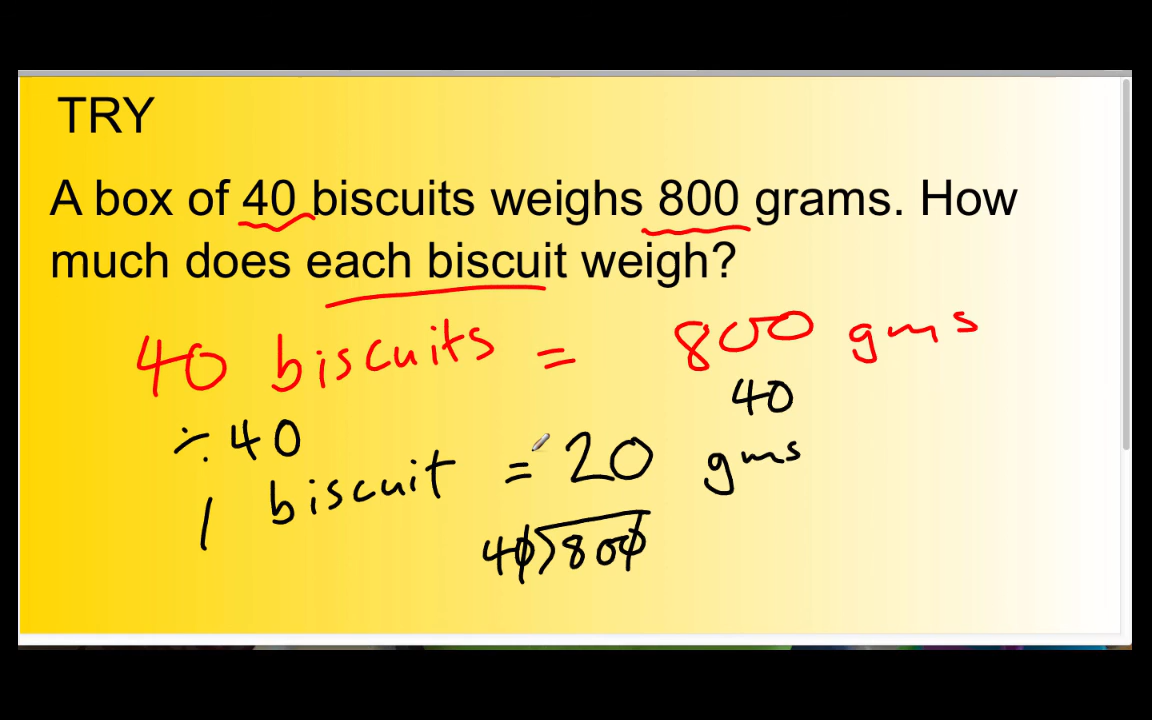 TRY
A box of 40 biscuits weighs 800 grams. How
much does each biscuit weigh?
40 biscuits = 800 gms
÷40 40
1 biscuit = 20 gms
40)800